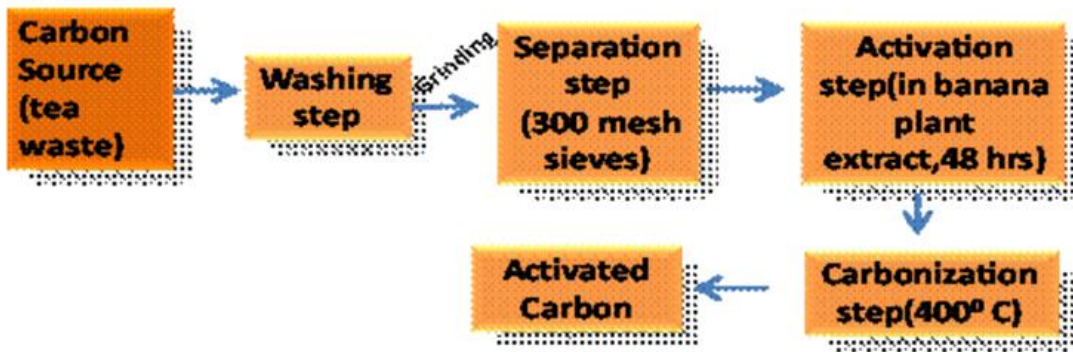 Carbon
Source
(tea
waste)
Washing
step
Grinding
Separation
step
(300 mesh
sieves)
Activation
step(in banana
plant
extract,48 hrs)
Carbonization
step(400⁰ C)
Activated
Carbon